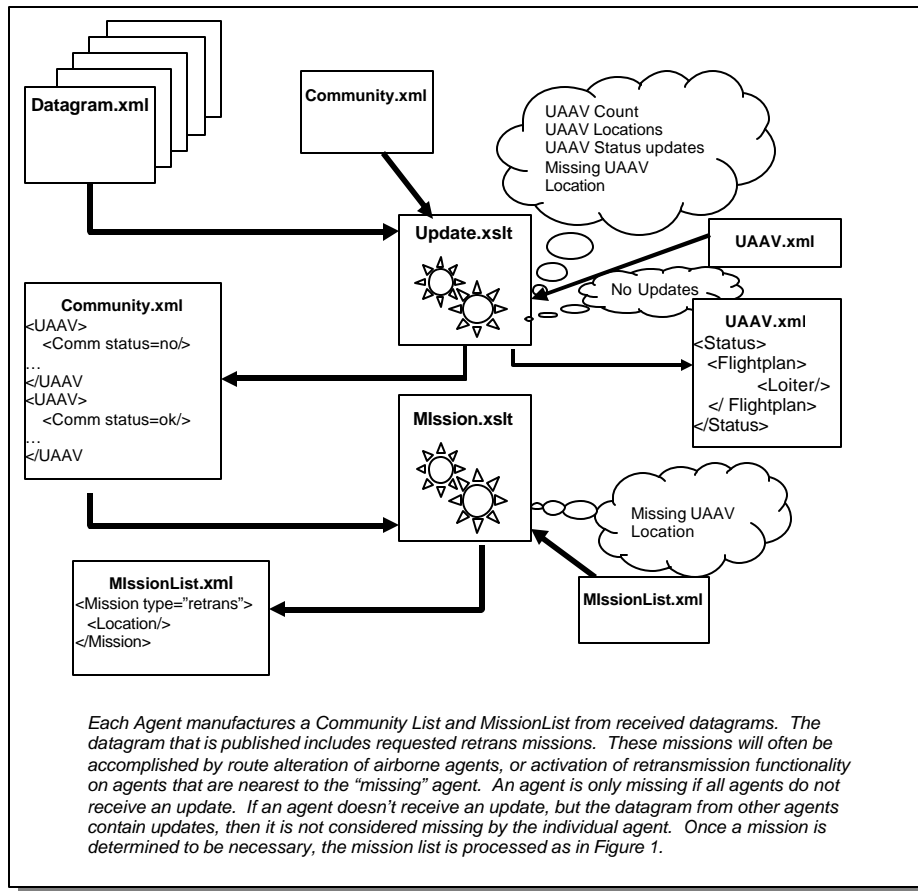 Datagram.xml
Community.xml
UAAV Count
UAAV Locations
UAAV Status updates
Missing UAAV
Location
Update.xslt
UAAV.xml
No Updates
Community.xml
<UAAV>
<Comm status=no/>
…
</UAAV
<UAAV>
<Comm status=ok/>
…
</UAAV
UAAV.xml
<Status>
<Flightplan>
<Loiter/>
</ Flightplan>
</Status>
MIssion.xslt
Missing UAAV
Location
MIssionList.xml
<Mission type=”retrans”>
<Location/>
</Mission>
MIssionList.xml
Each Agent manufactures a Community List and MissionList from received datagrams. The
datagram that is published includes requested retrans missions. These missions will often be
accomplished by route alteration of airborne agents, or activation of retransmission functionality
on agents that are nearest to the “missing” agent. An agent is only missing if all agents do not
receive an update. If an agent doesn’t receive an update, but the datagram from other agents
contain updates, then it is not considered missing by the individual agent. Once a mission is
determined to be necessary, the mission list is processed as in Figure 1.